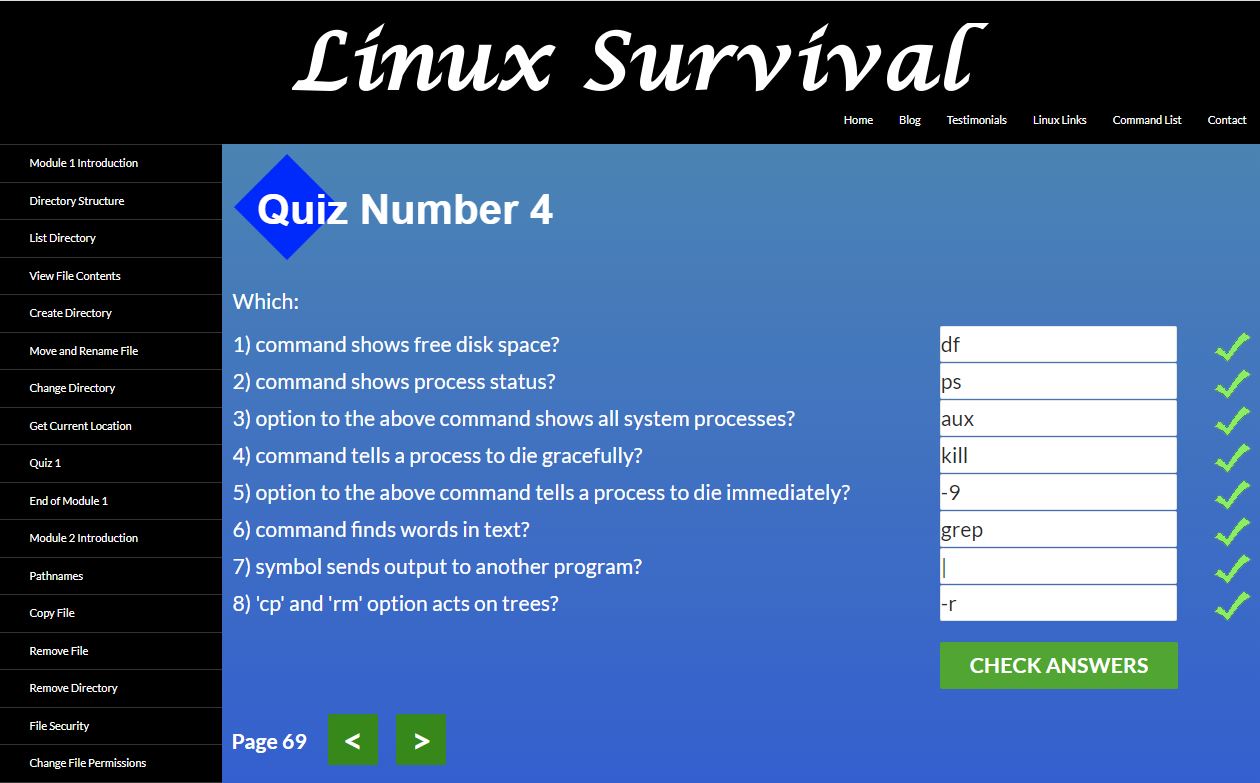 Linux Survival
Home Blog Testimonials Linux Links Command List Contact
Module 1 Introduction
Directory Structure
List Directory
View File Contents
Create Directory
Move and Rename File
Change Directory
Get Current Location
Quiz 1
End of Module 1
Module 2 Introduction
Pathnames
Copy File
Remove File
Remove Directory
File Security
Change File Permissions
Quiz Number 4
Which:
1) command shows free disk space? df
2) command shows process status? ps
3) option to the above command shows all system processes? aux
4) command tells a process to die gracefully? kill
5) option to the above command tells a process to die immediately? -9
6) command finds words in text? grep
7) symbol sends output to another program? |
8) 'cp' and 'rm' option acts on trees? -r
CHECK ANSWERS
Page 69 < >